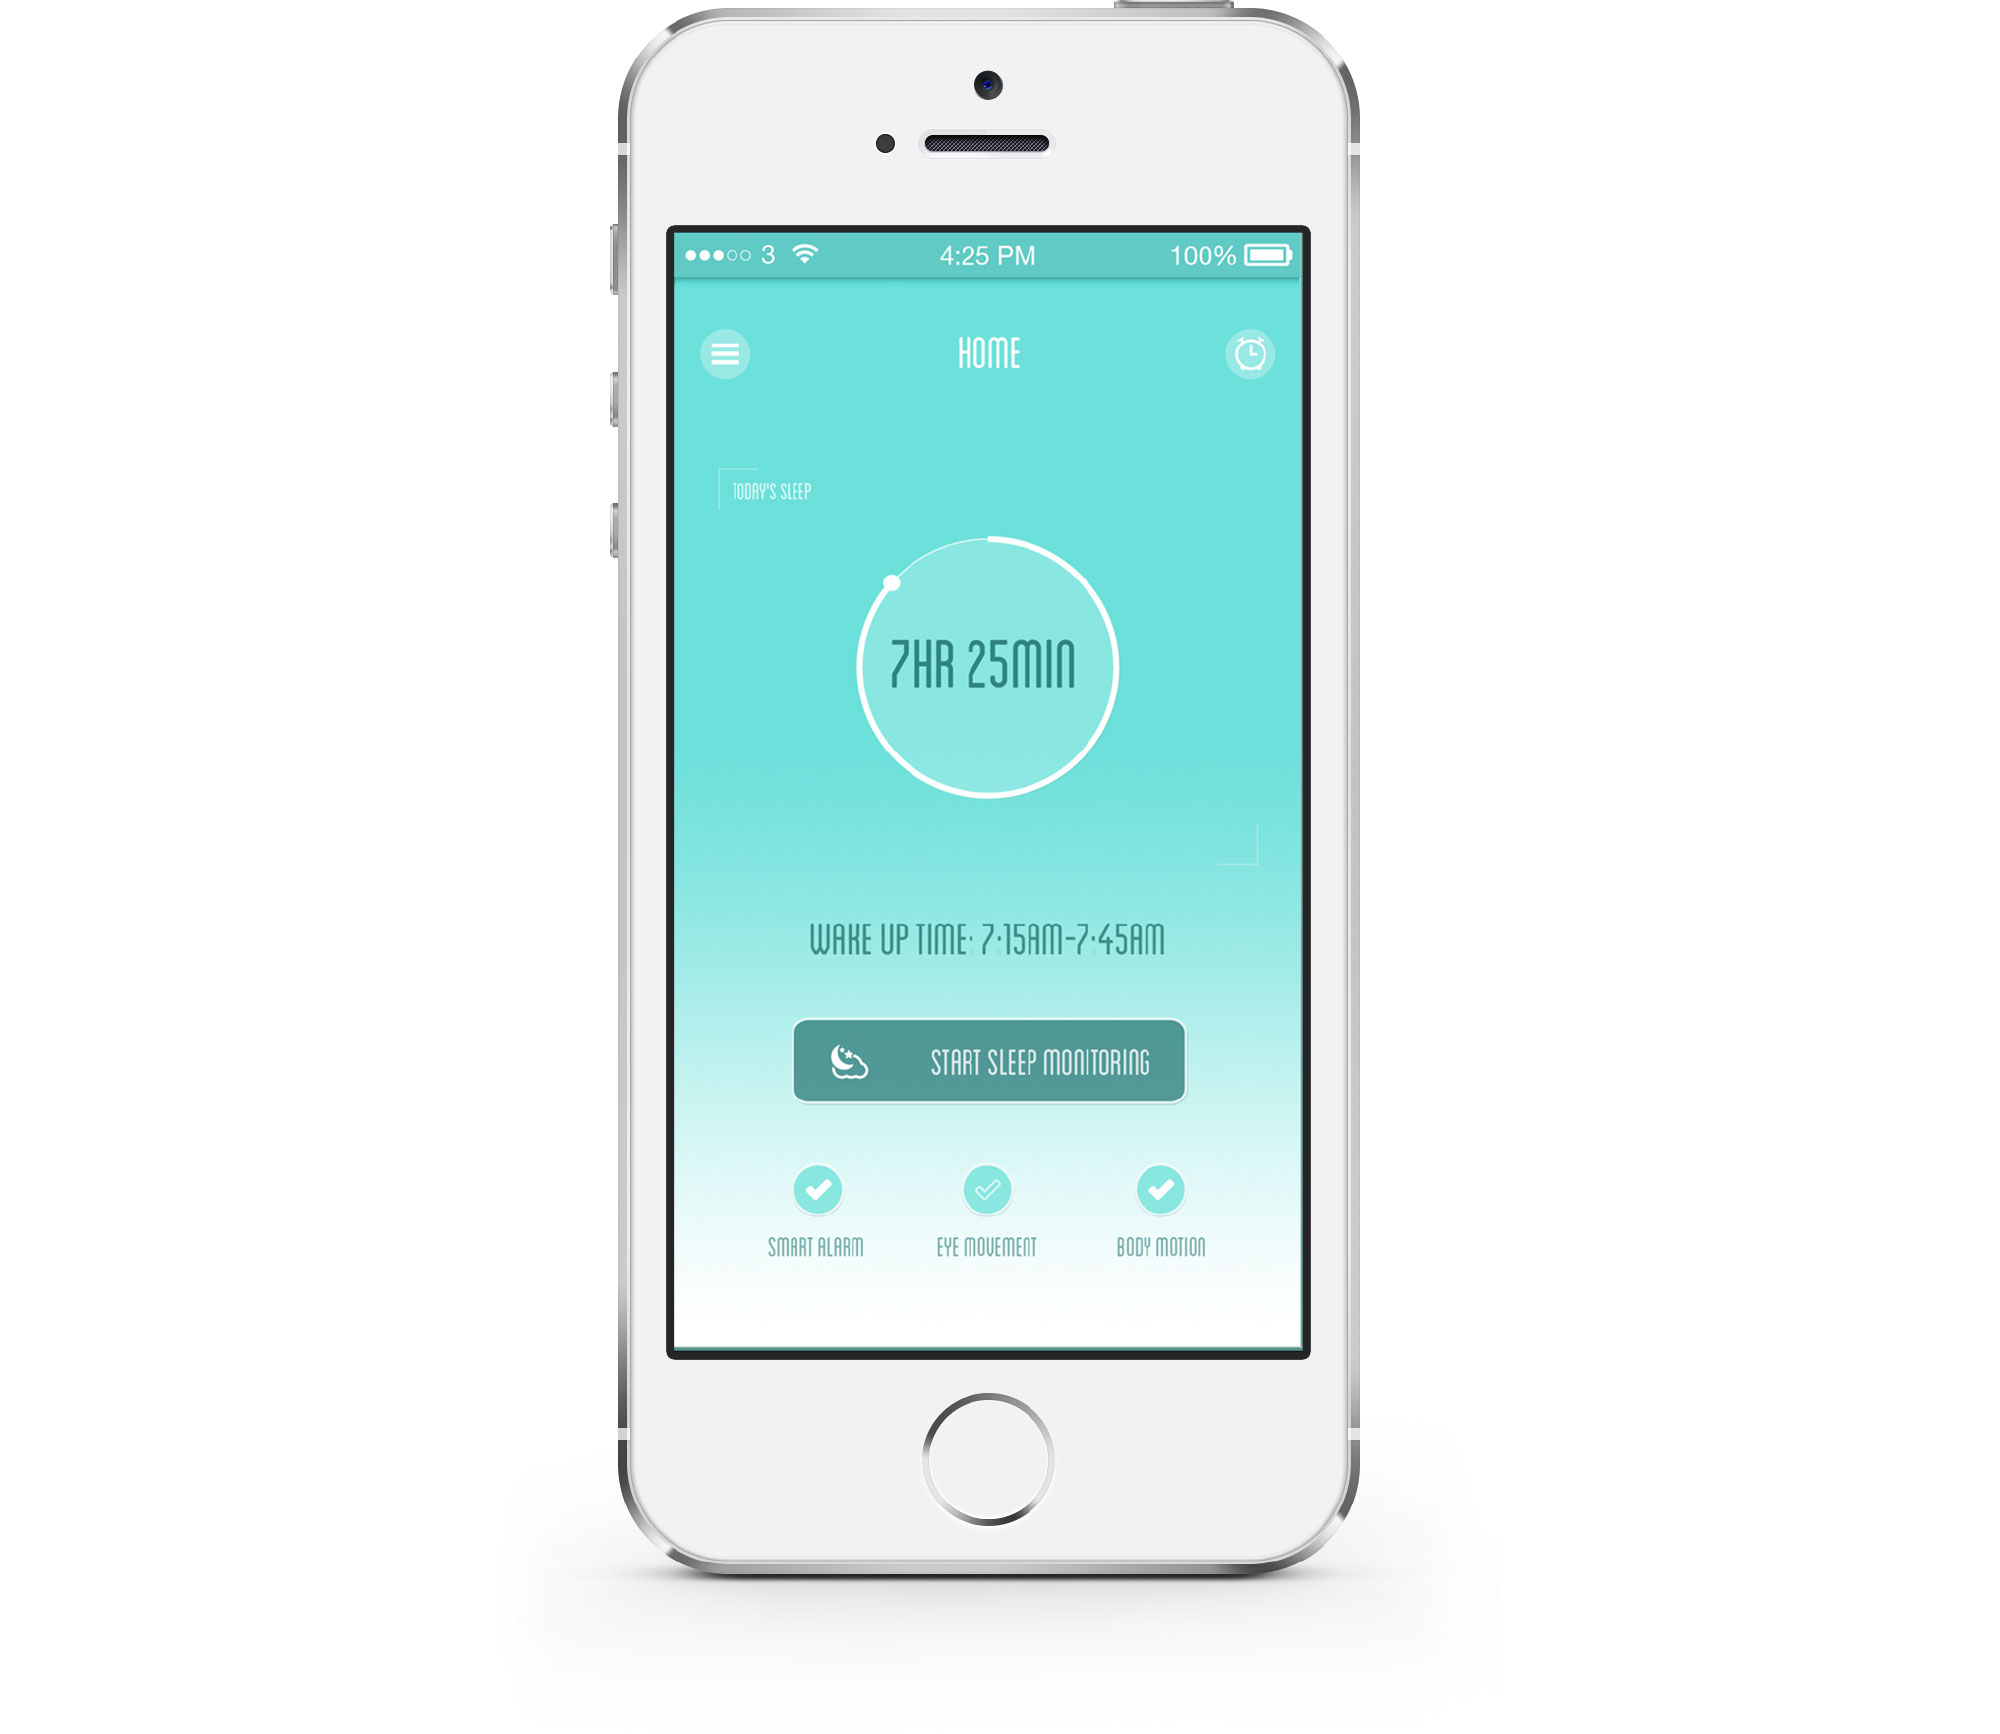 3 4:25 PM 100%
HOME
TODAY'S SLEEP
7HR 25MIN
WAKE UP TIME: 7:15AM-7:45AM
START SLEEP MONITORING
SMART ALARM EYE MOVEMENT BODY MOTION